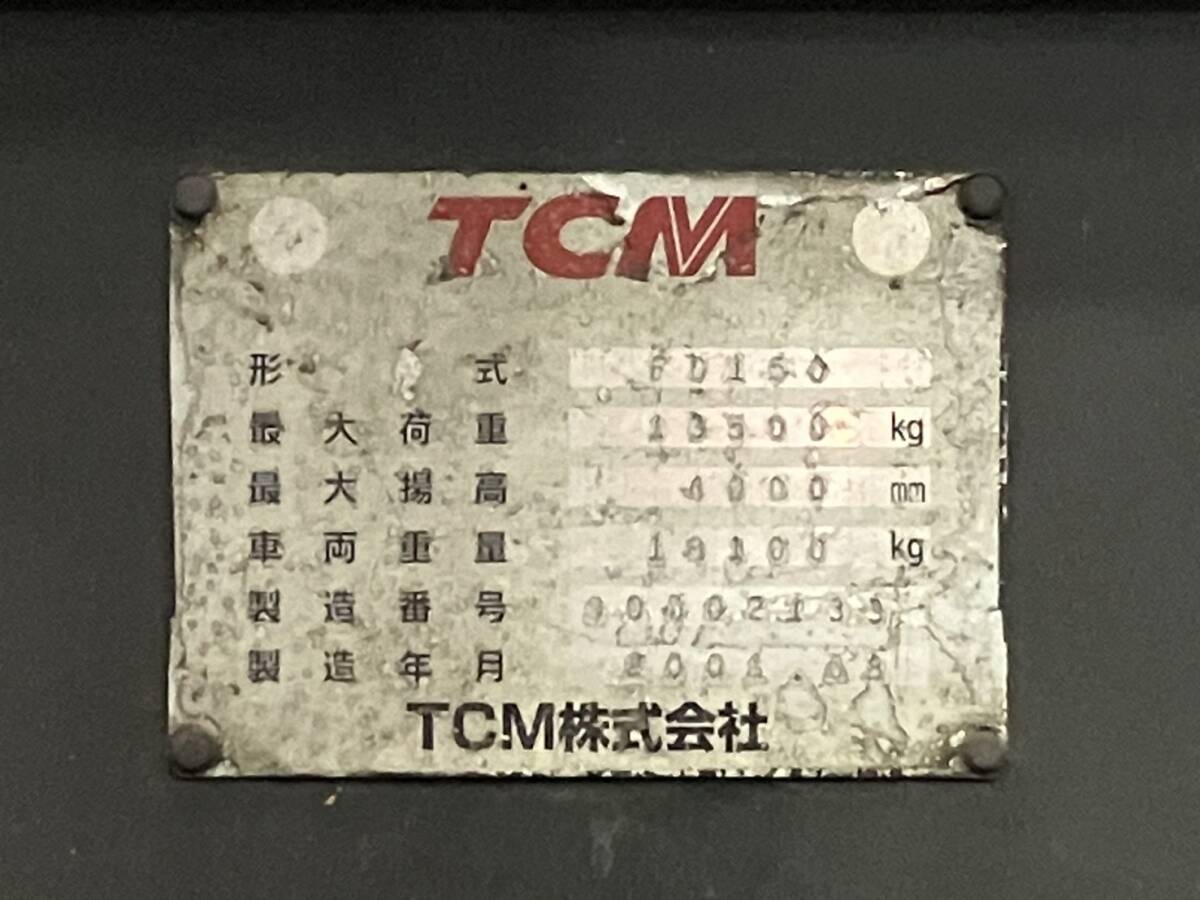 TCM
形 式
最大荷重 13500 kg
最大揚高 4000 mm
車両重量 18100 kg
製造番号
製造年月 2001
TCM株式会社